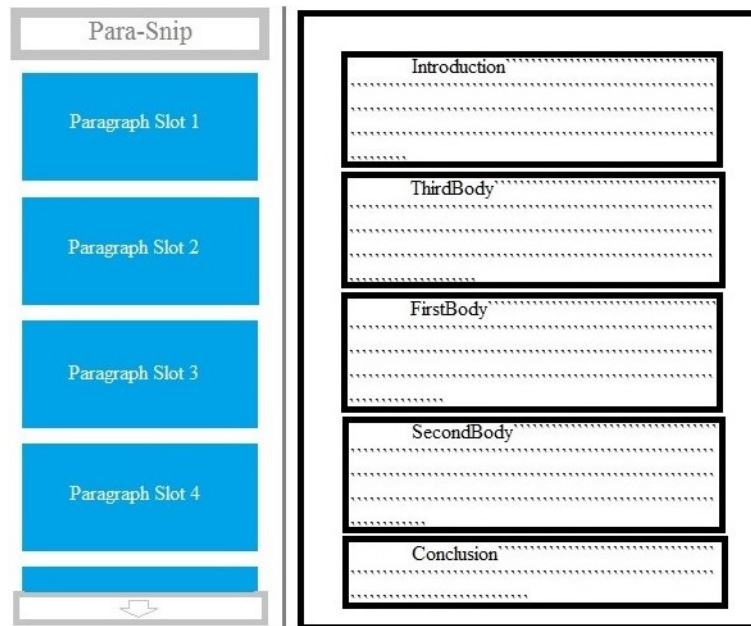 Para-Snip
Paragraph Slot 1
Paragraph Slot 2
Paragraph Slot 3
Paragraph Slot 4
Introduction
ThirdBody
FirstBody
SecondBody
Conclusion